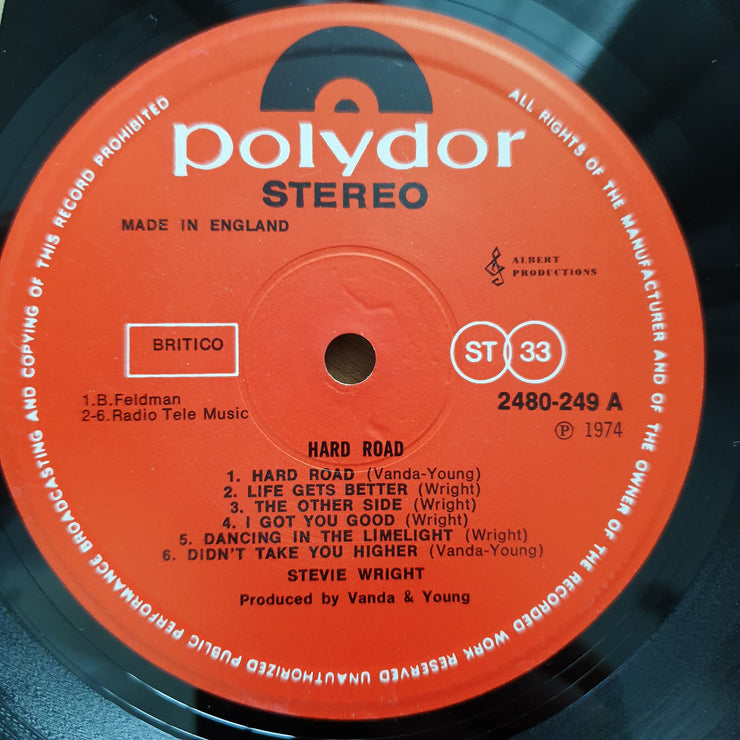 polydor
STEREO
MADE IN ENGLAND
ALBERT
PRODUCTIONS
BRITICO
ST 33
1.B.Feldman
2-6.Radio Tele Music
2480-249 A
Ⓟ 1974
HARD ROAD
1. HARD ROAD (Vanda-Young)
2. LIFE GETS BETTER (Wright)
3. THE OTHER SIDE (Wright)
4. I GOT YOU GOOD (Wright)
5. DANCING IN THE LIMELIGHT (Wright)
6. DIDN'T TAKE YOU HIGHER (Vanda-Young)
STEVIE WRIGHT
Produced by Vanda & Young
ALL RIGHTS OF THE MANUFACTURER AND OF THE OWNER OF THE RECORDED WORK RESERVED UNAUTHORIZED PUBLIC PERFORMANCE BROADCASTING AND COPYING OF THIS RECORD PROHIBITED